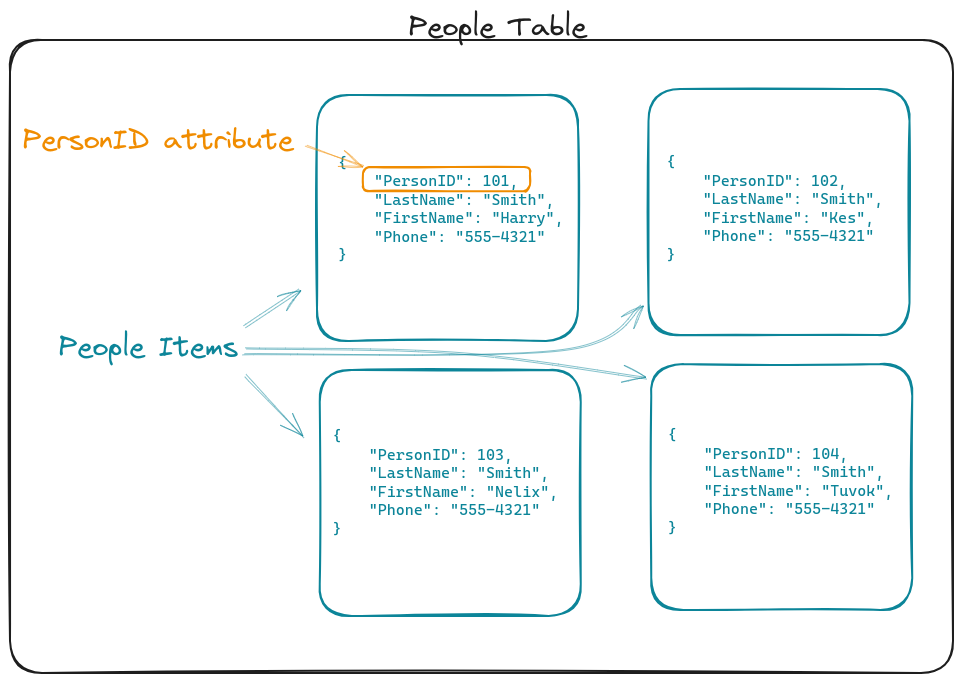 People Table
PersonID attribute
{
"PersonID": 101,
"LastName": "Smith",
"FirstName": "Harry",
"Phone": "555-4321"
}
{
"PersonID": 102,
"LastName": "Smith",
"FirstName": "Kes",
"Phone": "555-4321"
}
People Items
{
"PersonID": 103,
"LastName": "Smith",
"FirstName": "Nelix",
"Phone": "555-4321"
}
{
"PersonID": 104,
"LastName": "Smith",
"FirstName": "Tuvok",
"Phone": "555-4321"
}